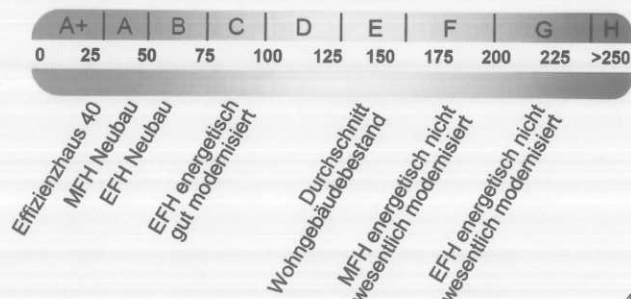 A+ A B C D E F G H
0 25 50 75 100 125 150 175 200 225 >250
Effizienzhaus 40
MFH Neubau
EFH Neubau
EFH energetisch
gut modernisiert
Durchschnitt
Wohngebäudebestand
MFH energetisch nicht
wesentlich modernisiert
EFH energetisch nicht
wesentlich modernisiert